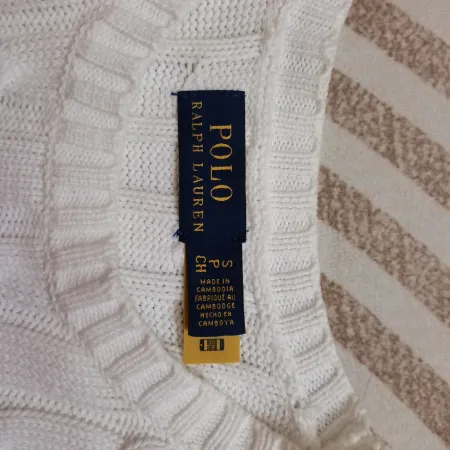 POLO
RALPH LAUREN
S
P
CH
MADE IN
CAMBODIA
FABRIQUÉ AU
CAMBODGE
HECHO EN
CAMBOYA